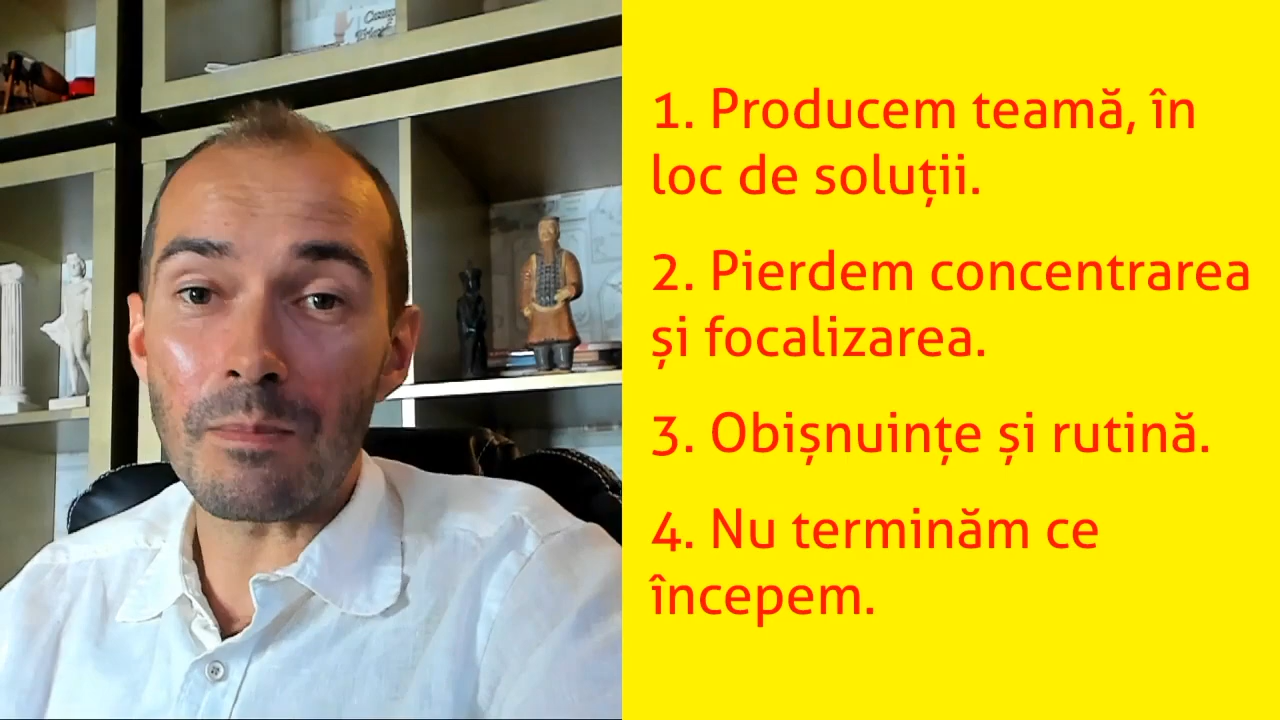 1. Producem teamă, în
loc de soluții.
2. Pierdem concentrarea
și focalizarea.
3. Obișnuințe și rutină.
4. Nu terminăm ce
începem.